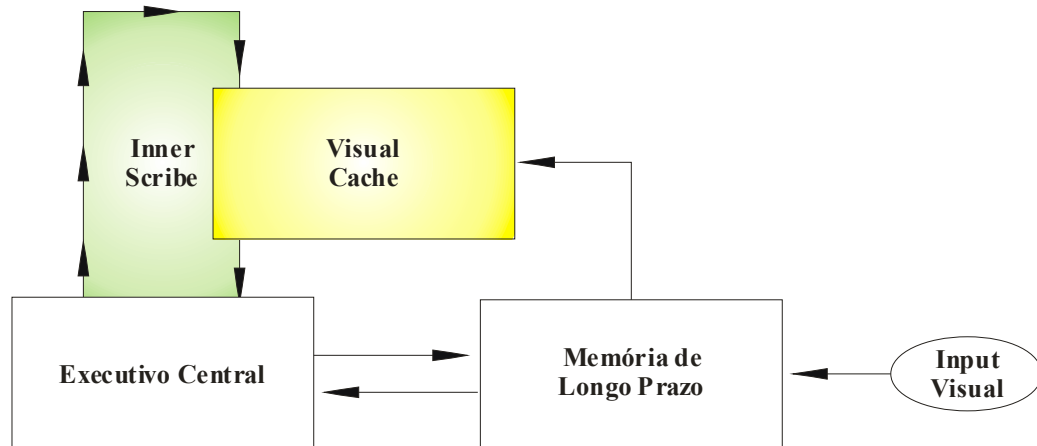 Inner
Scribe
Visual
Cache
Executivo Central
Memória de
Longo Prazo
Input
Visual